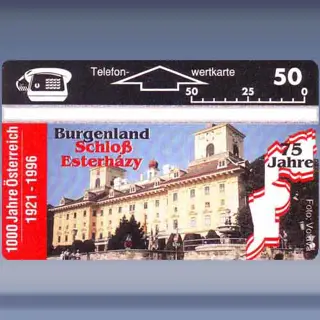 Telefon- wertkarte 50
50 25 0
Burgenland
Schloß
Esterházy
75
Jahre
1000 Jahre Österreich
1921 - 1996
Foto: